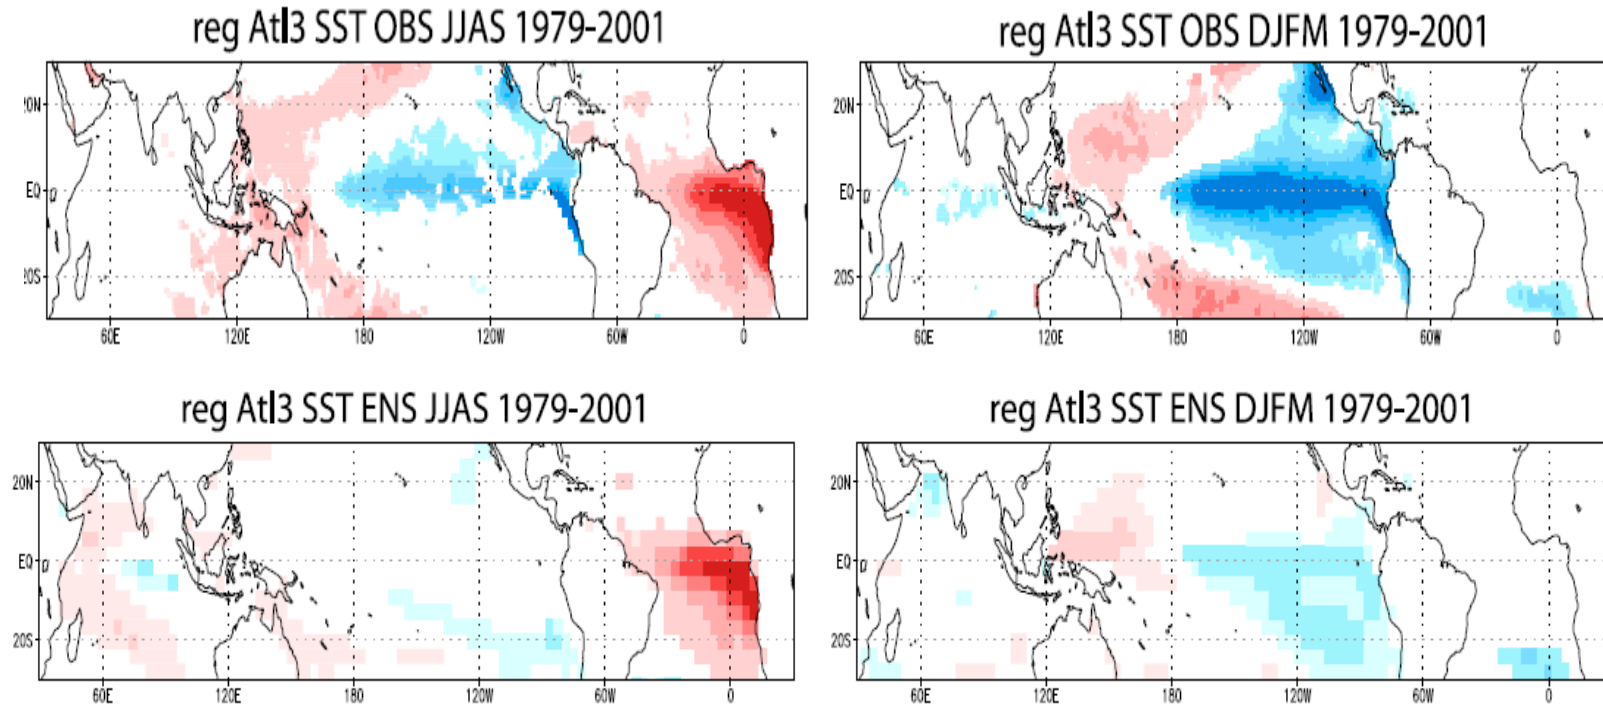 reg Atl3 SST OBS JJAS 1979-2001
reg Atl3 SST OBS DJFM 1979-2001
20N
EQ
20S
60E 120E 180 120W 60W 0
20N
EQ
20S
60E 120E 180 120W 60W 0
reg Atl3 SST ENS JJAS 1979-2001
reg Atl3 SST ENS DJFM 1979-2001
20N
EQ
20S
60E 120E 180 120W 60W 0
20N
EQ
20S
60E 120E 180 120W 60W 0